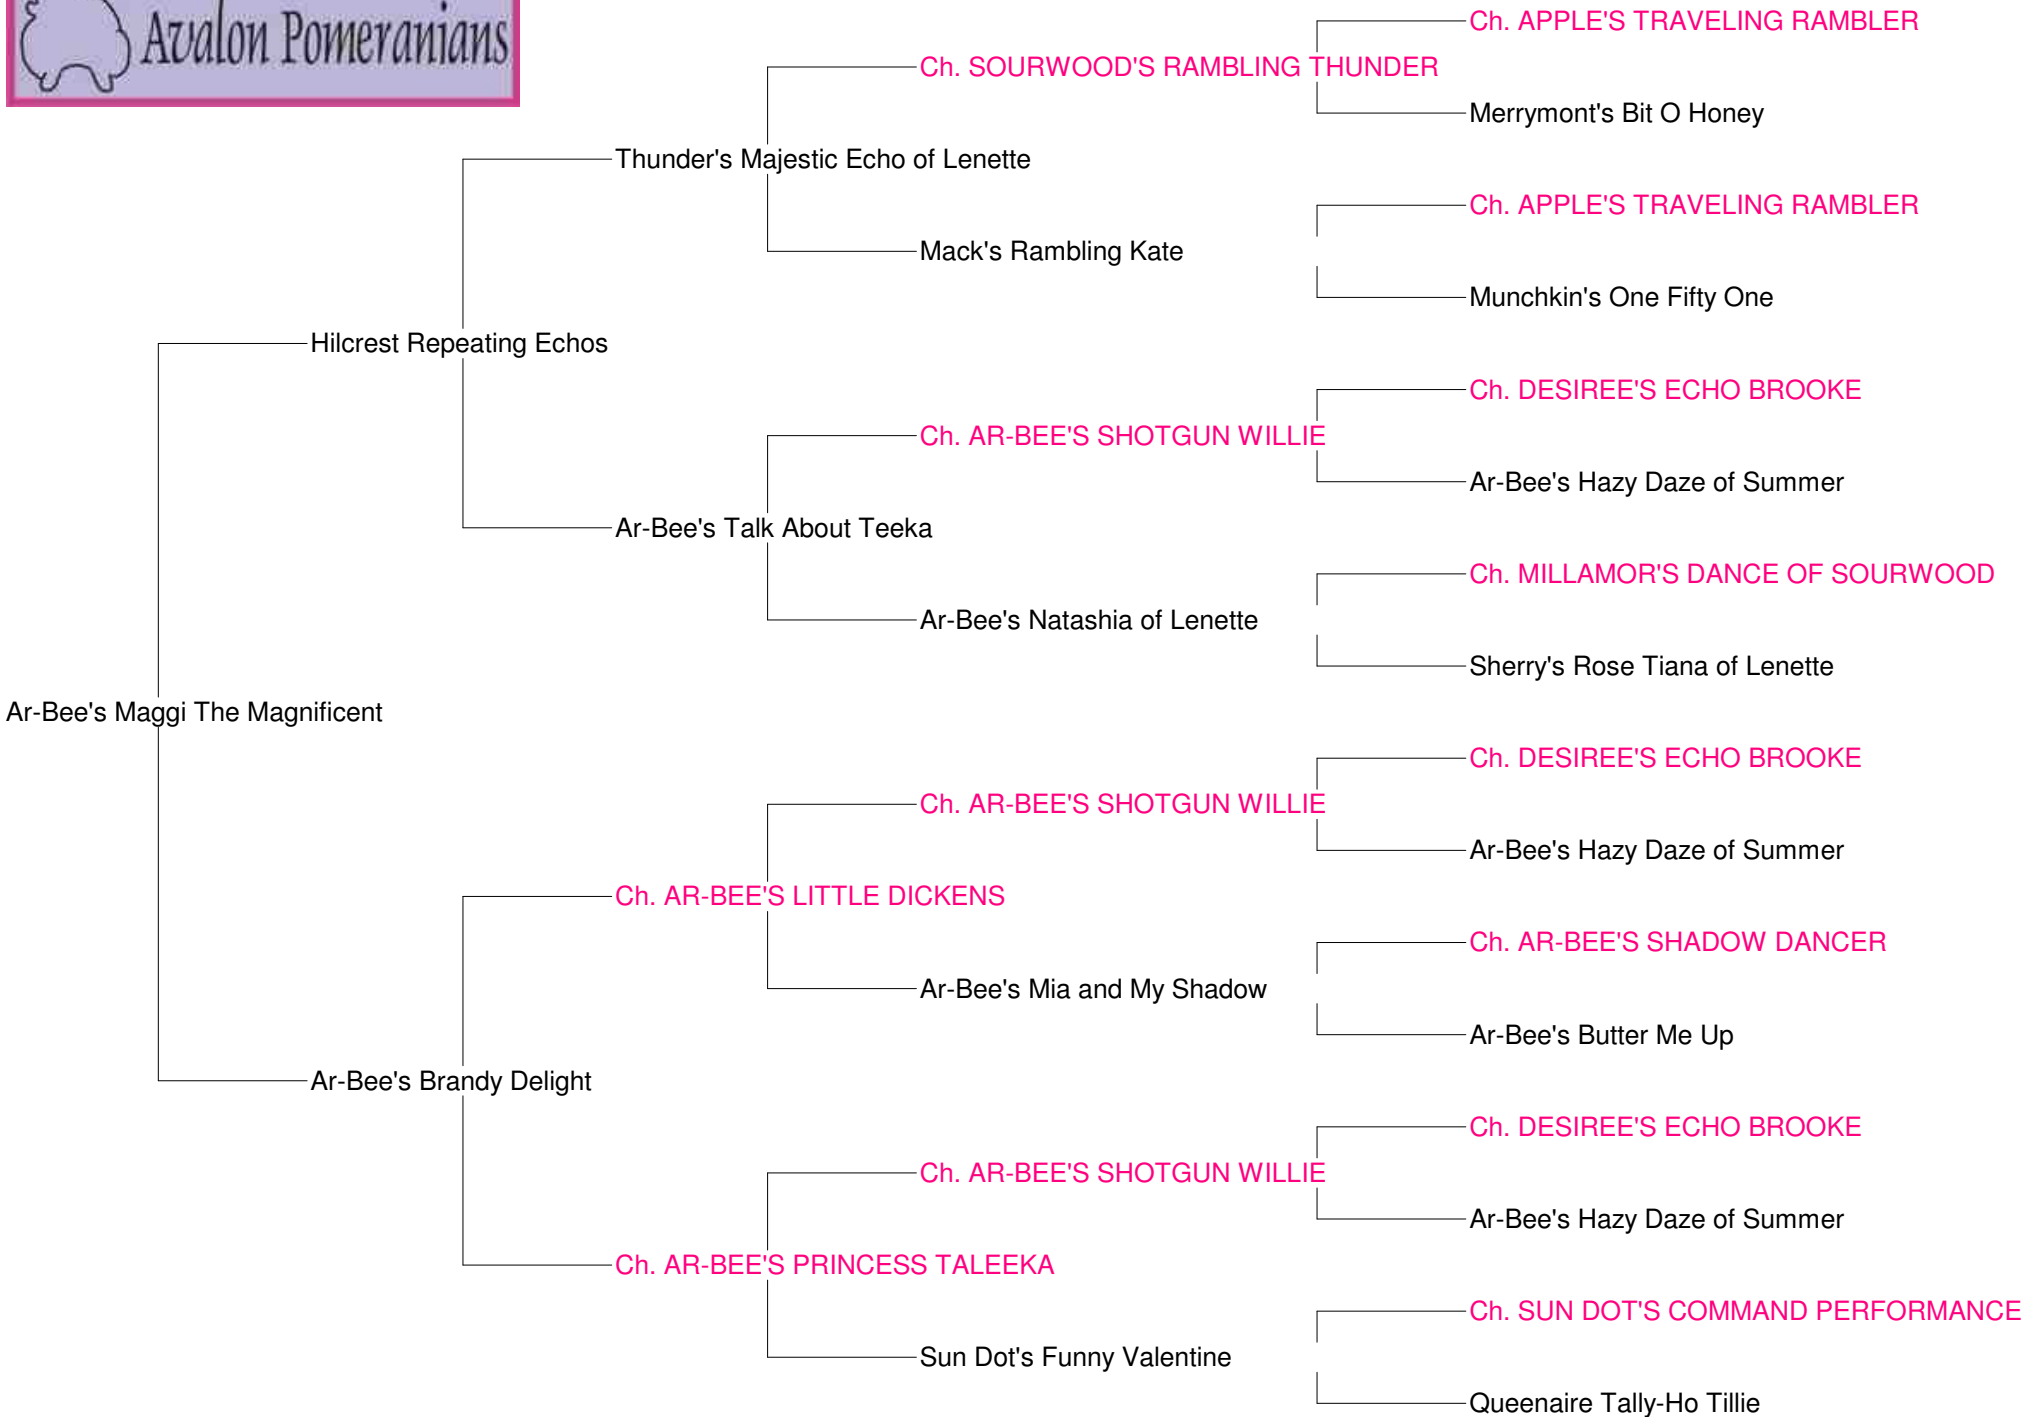 Avalon Pomeranians
Ch. APPLE'S TRAVELING RAMBLER
Ch. SOURWOOD'S RAMBLING THUNDER
Merrymont's Bit O Honey
Thunder's Majestic Echo of Lenette
Ch. APPLE'S TRAVELING RAMBLER
Mack's Rambling Kate
Munchkin's One Fifty One
Hilcrest Repeating Echos
Ch. DESIREE'S ECHO BROOKE
Ch. AR-BEE'S SHOTGUN WILLIE
Ar-Bee's Hazy Daze of Summer
Ar-Bee's Talk About Teeka
Ch. MILLAMOR'S DANCE OF SOURWOOD
Ar-Bee's Natashia of Lenette
Sherry's Rose Tiana of Lenette
Ar-Bee's Maggi The Magnificent
Ch. DESIREE'S ECHO BROOKE
Ch. AR-BEE'S SHOTGUN WILLIE
Ar-Bee's Hazy Daze of Summer
Ch. AR-BEE'S LITTLE DICKENS
Ch. AR-BEE'S SHADOW DANCER
Ar-Bee's Mia and My Shadow
Ar-Bee's Butter Me Up
Ar-Bee's Brandy Delight
Ch. DESIREE'S ECHO BROOKE
Ch. AR-BEE'S SHOTGUN WILLIE
Ar-Bee's Hazy Daze of Summer
Ch. AR-BEE'S PRINCESS TALEEKA
Ch. SUN DOT'S COMMAND PERFORMANCE
Sun Dot's Funny Valentine
Queenaire Tally-Ho Tillie